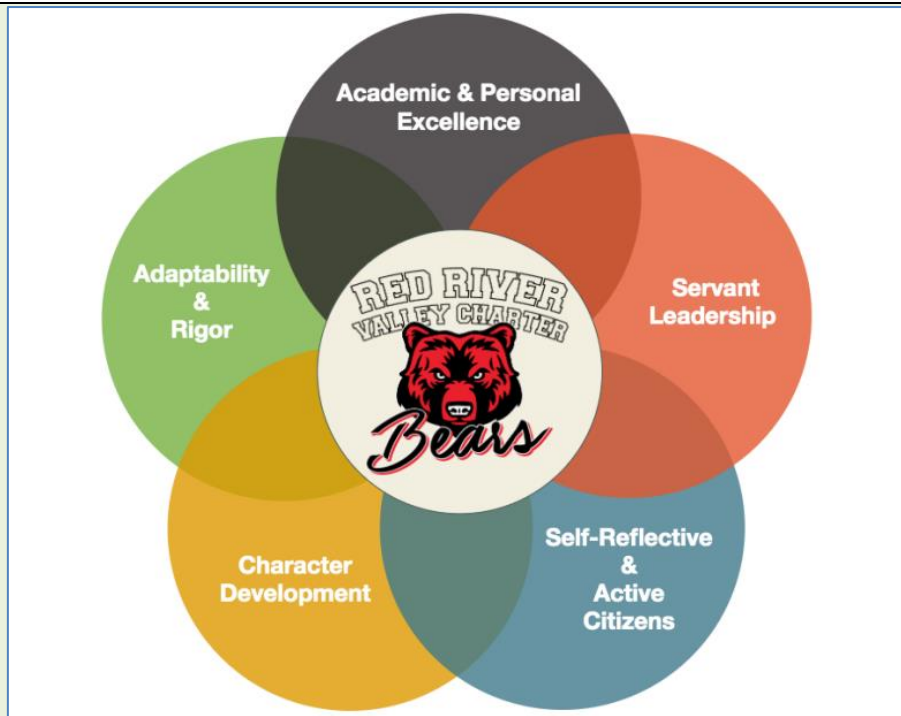 Academic & Personal
Excellence
Adaptability
&
Rigor
Servant
Leadership
RED RIVER
VALLEY CHARTER
Bears
Character
Development
Self-Reflective
&
Active
Citizens